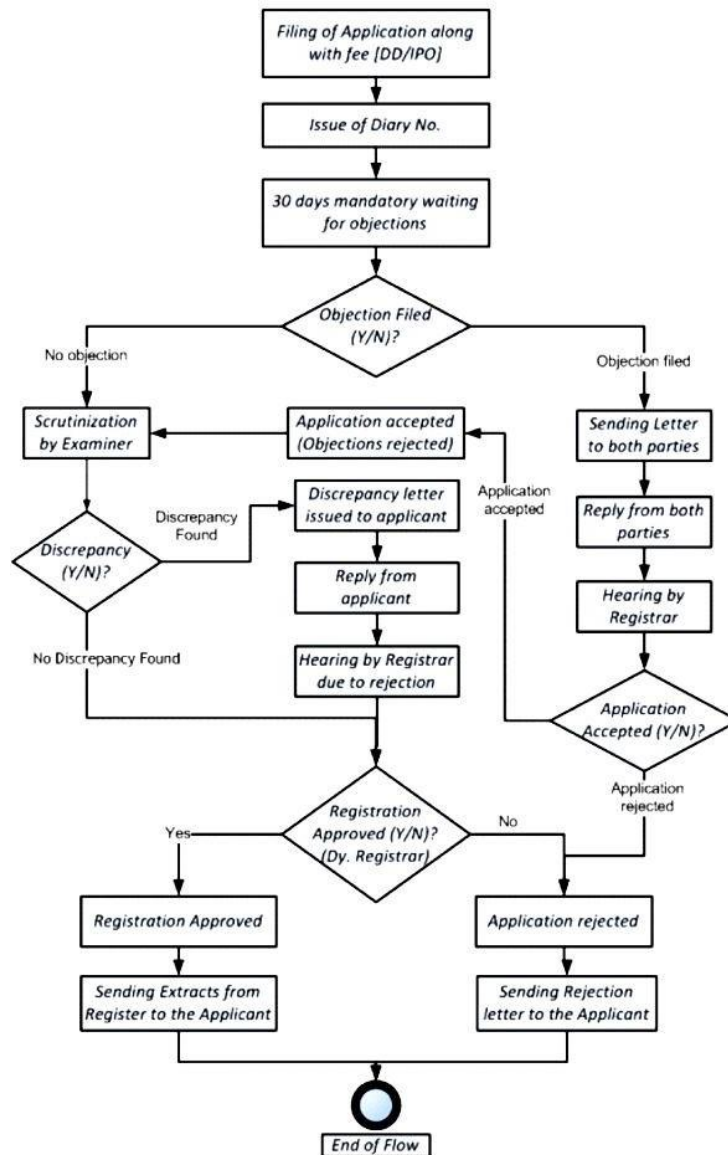 Filing of Application along
with fee [DD/IPO]
Issue of Diary No.
30 days mandatory waiting
for objections
Objection Filed
(Y/N)?
No objection
Objection filed
Scrutinization
by Examiner
Application accepted
(Objections rejected)
Sending Letter
to both parties
Discrepancy
Found
Discrepancy letter
issued to applicant
Application
accepted
Reply from both
parties
Discrepancy
(Y/N)?
Reply from
applicant
Hearing by
Registrar
No Discrepancy Found
Hearing by Registrar
due to rejection
Application
Accepted (Y/N)?
Application
rejected
Registration
Approved (Y/N)?
(Dy. Registrar)
Yes
No
Registration Approved
Application rejected
Sending Extracts from
Register to the Applicant
Sending Rejection
letter to the Applicant
End of Flow